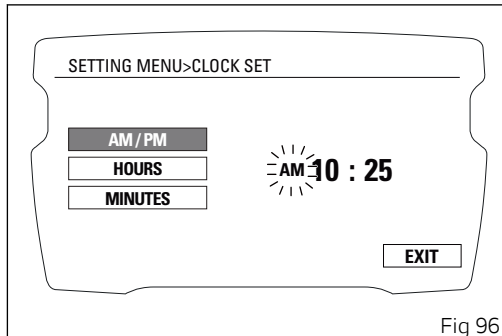 SETTING MENU>CLOCK SET
AM / PM
HOURS
AM 10 : 25
MINUTES
EXIT
Fig 96